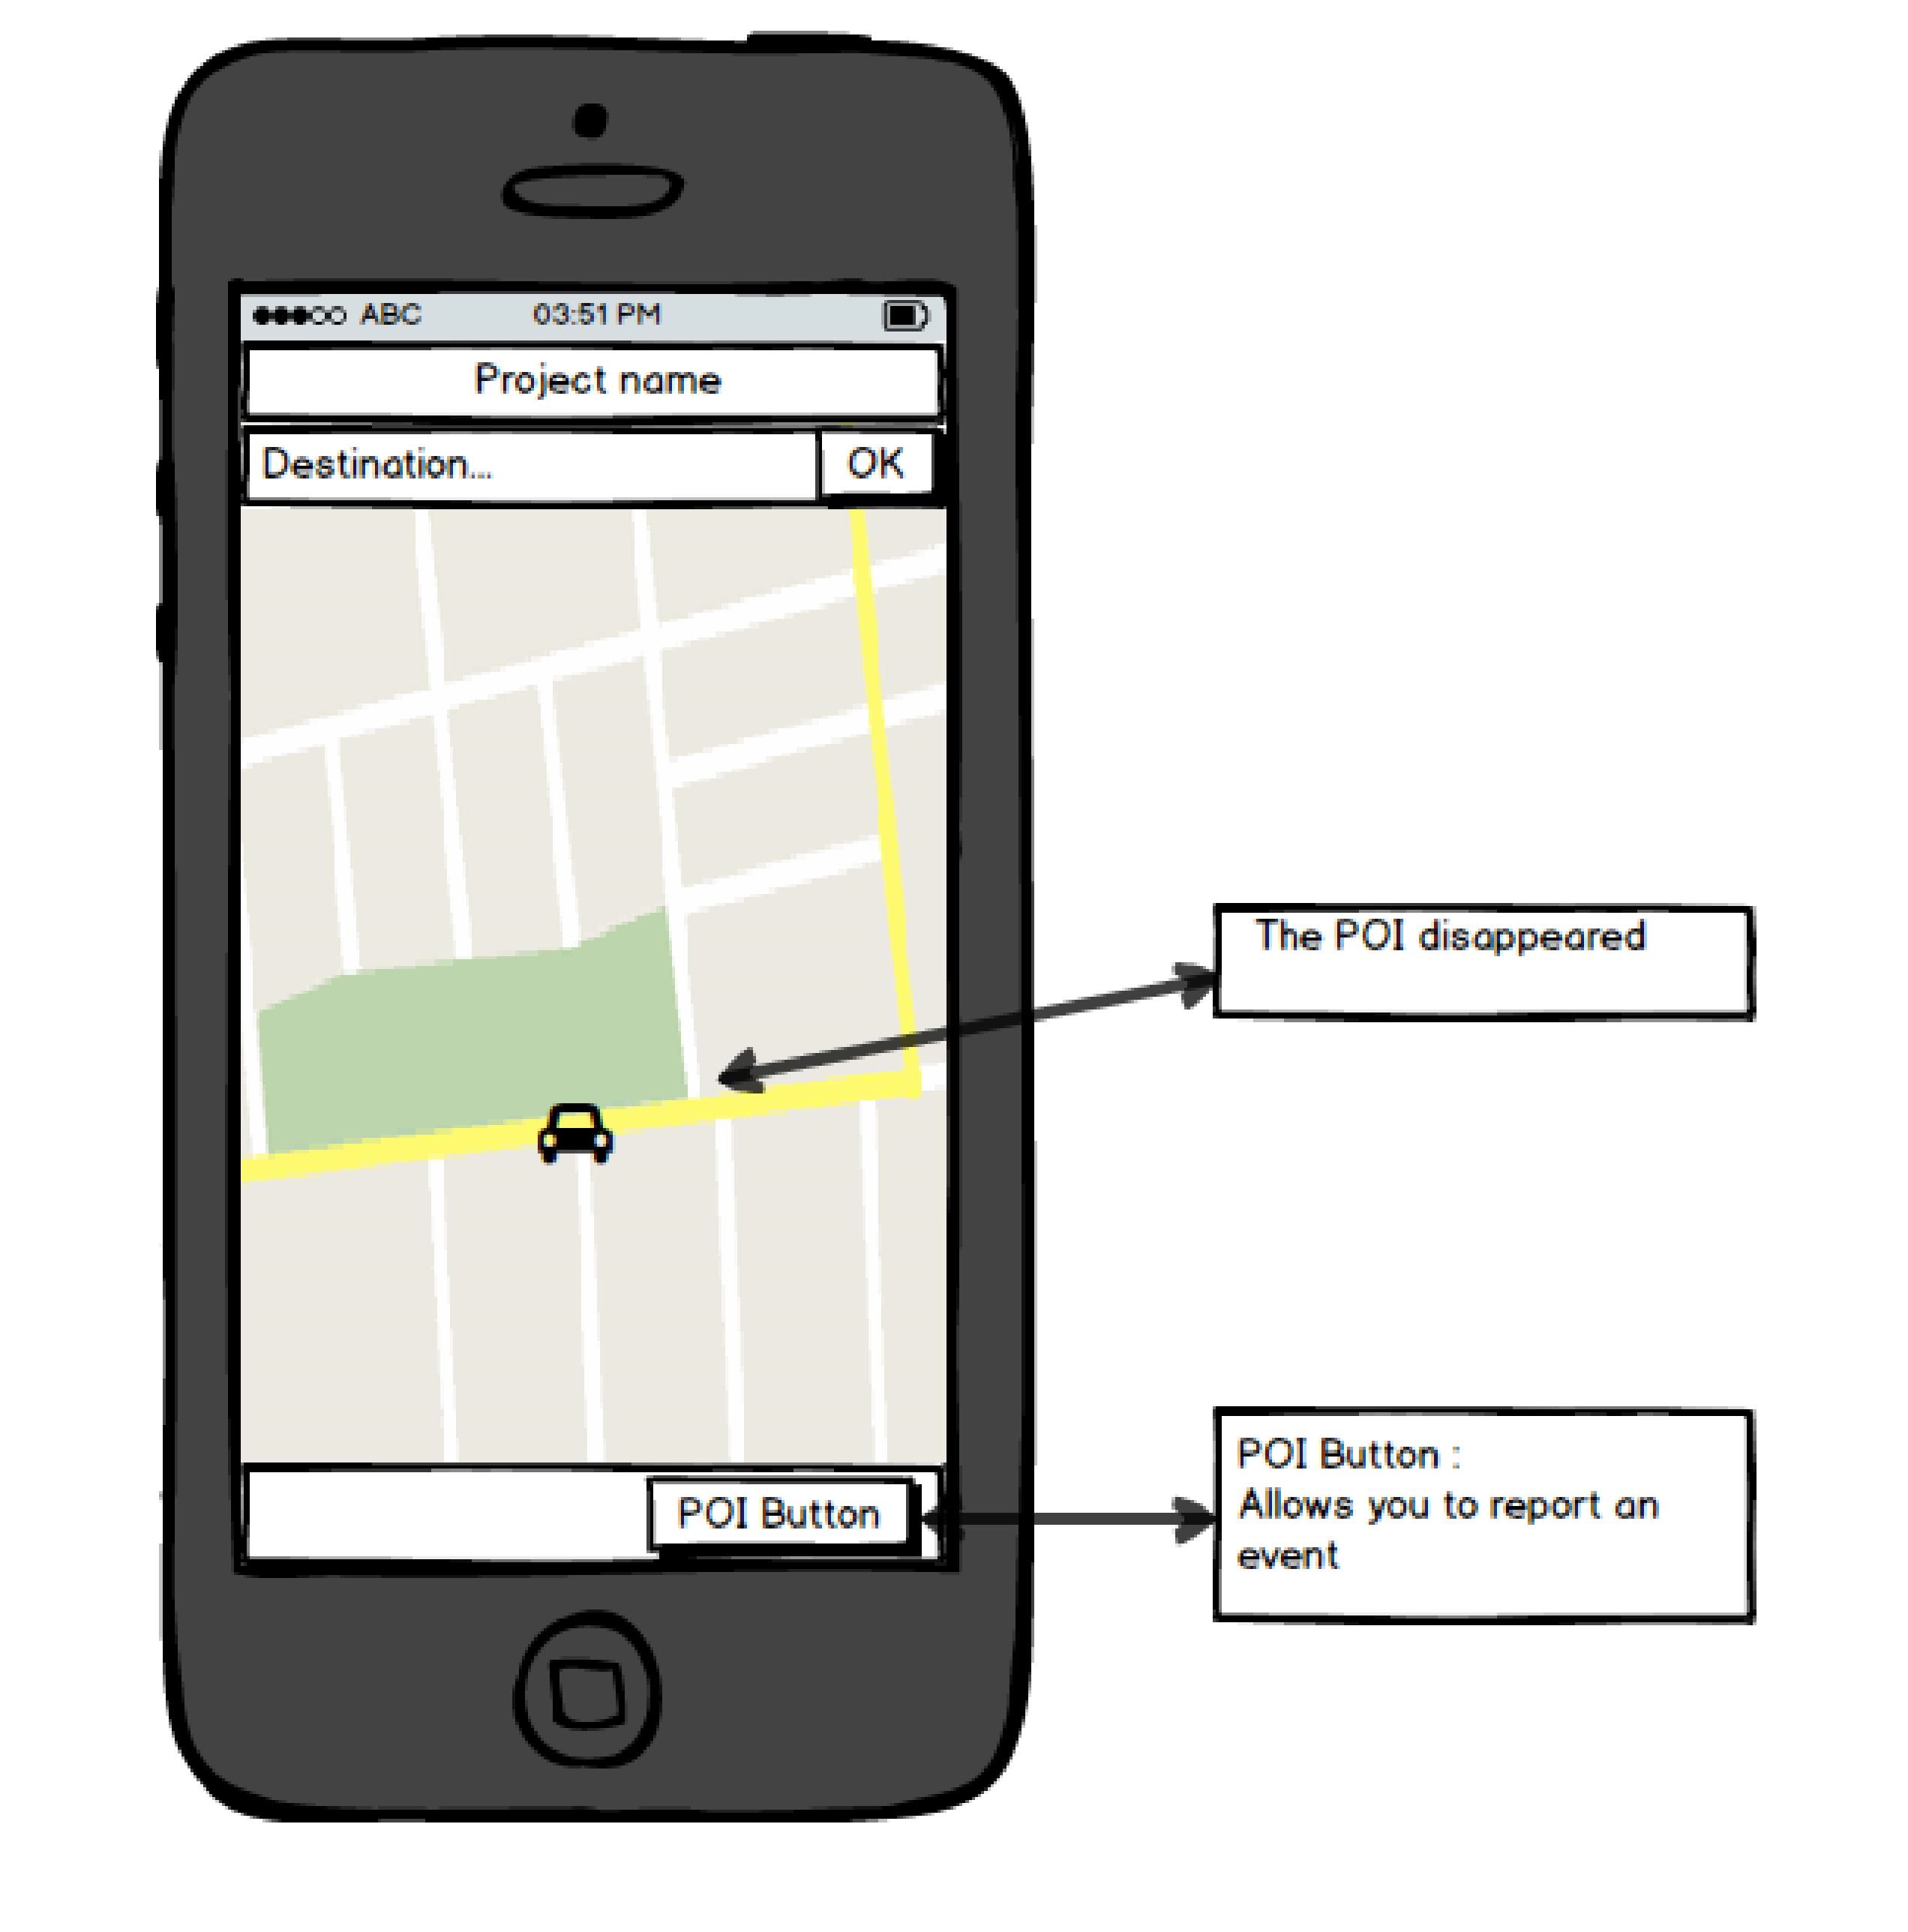 ABC 03:51 PM
Project name
Destination... OK
The POI disappeared
POI Button
POI Button :
Allows you to report an
event